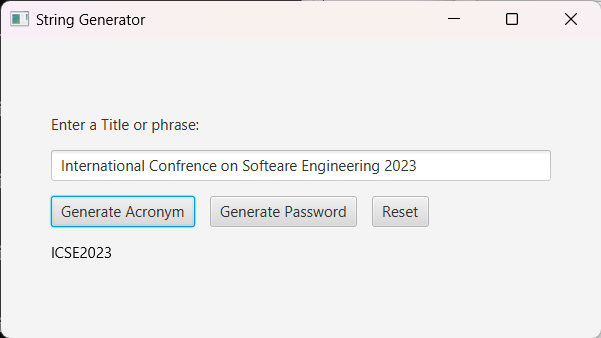 String Generator
Enter a Title or phrase:
International Confrence on Softeare Engineering 2023
Generate Acronym Generate Password Reset
ICSE2023